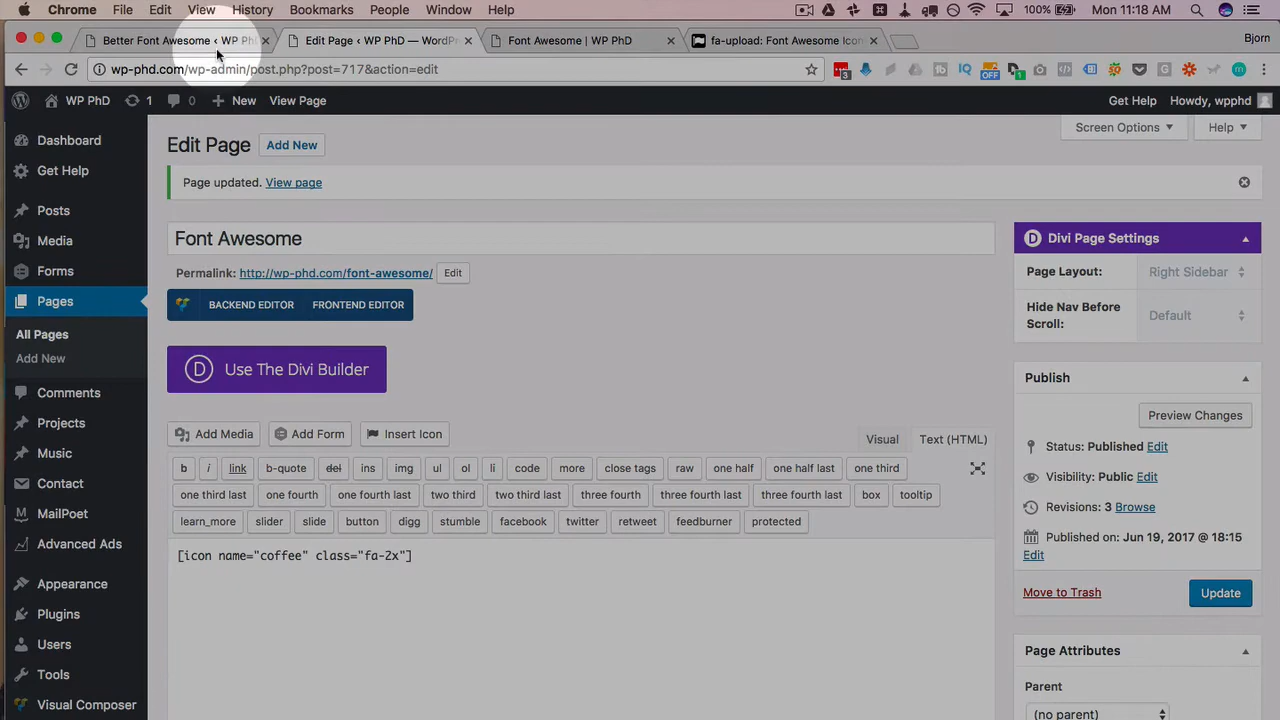 Chrome File Edit View History Bookmarks People Window Help 100% Mon 11:18 AM
Better Font Awesome ‹ WP Ph
Edit Page ‹ WP PhD — WordPr
Font Awesome | WP PhD
fa-upload: Font Awesome Icon
Bjorn
wp-phd.com/wp-admin/post.php?post=717&action=edit
WP PhD 1 0 New View Page Get Help Howdy, wpphd
Screen Options Help
Dashboard
Get Help
Posts
Media
Forms
Pages
All Pages
Add New
Comments
Projects
Music
Contact
MailPoet
Advanced Ads
Appearance
Plugins
Users
Tools
Visual Composer
Edit Page Add New
Page updated. View page
Font Awesome
Permalink: http://wp-phd.com/font-awesome/ Edit
BACKEND EDITOR FRONTEND EDITOR
Use The Divi Builder
Add Media Add Form Insert Icon Visual Text (HTML)
b i link b-quote del ins img ul ol li code more close tags raw one half one half last one third
one third last one fourth one fourth last two third two third last three fourth three fourth last three fourth last box tooltip
learn_more slider slide button digg stumble facebook twitter retweet feedburner protected
[icon name="coffee" class="fa-2x"]
Divi Page Settings
Page Layout: Right Sidebar
Hide Nav Before Scroll: Default
Publish
Preview Changes
Status: Published Edit
Visibility: Public Edit
Revisions: 3 Browse
Published on: Jun 19, 2017 @ 18:15
Edit
Move to Trash Update
Page Attributes
Parent
(no parent)